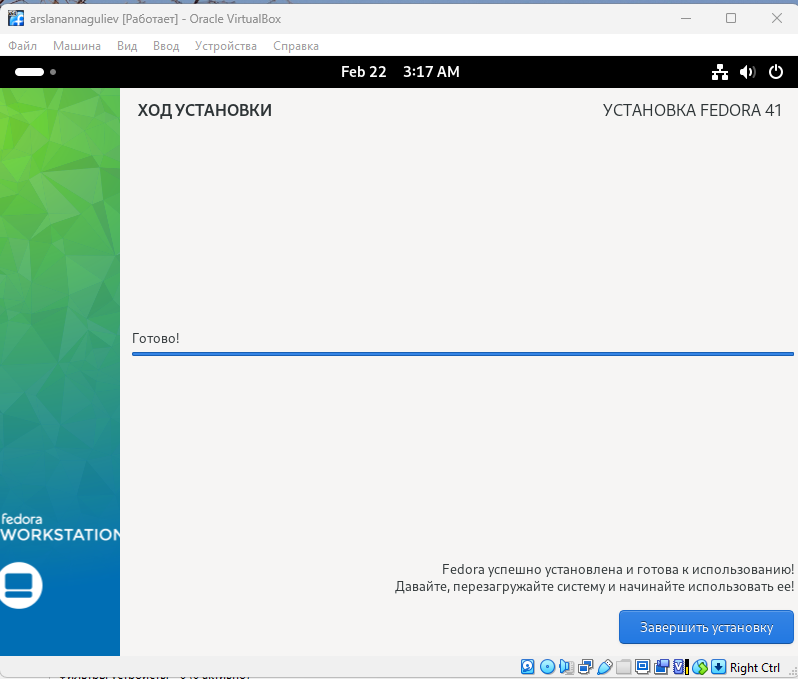 arslanannaguliev [Работает] - Oracle VirtualBox
Файл Машина Вид Ввод Устройства Справка
Feb 22 3:17 AM
ХОД УСТАНОВКИ
УСТАНОВКА FEDORA 41
Готово!
fedora
WORKSTATION
Fedora успешно установлена и готова к использованию!
Давайте, перезагружайте систему и начинайте использовать ее!
Завершить установку
Right Ctrl